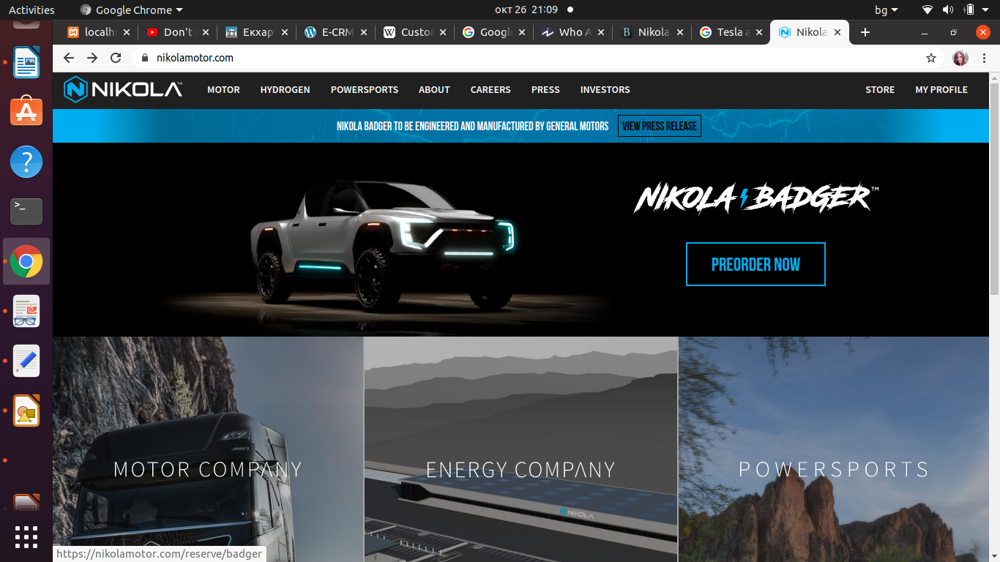 Activities Google Chrome окт 26 21:09 bg
localh Don't Екхар E-CRM Custo Googl Who A Nikola Tesla a Nikola
nikolamotor.com
NIKOLA™ MOTOR HYDROGEN POWERSPORTS ABOUT CAREERS PRESS INVESTORS STORE MY PROFILE
NIKOLA BADGER TO BE ENGINEERED AND MANUFACTURED BY GENERAL MOTORS VIEW PRESS RELEASE
NIKOLA BADGER™
PREORDER NOW
MOTOR COMPANY ENERGY COMPANY POWERSPORTS
NIKOLA
https://nikolamotor.com/reserve/badger